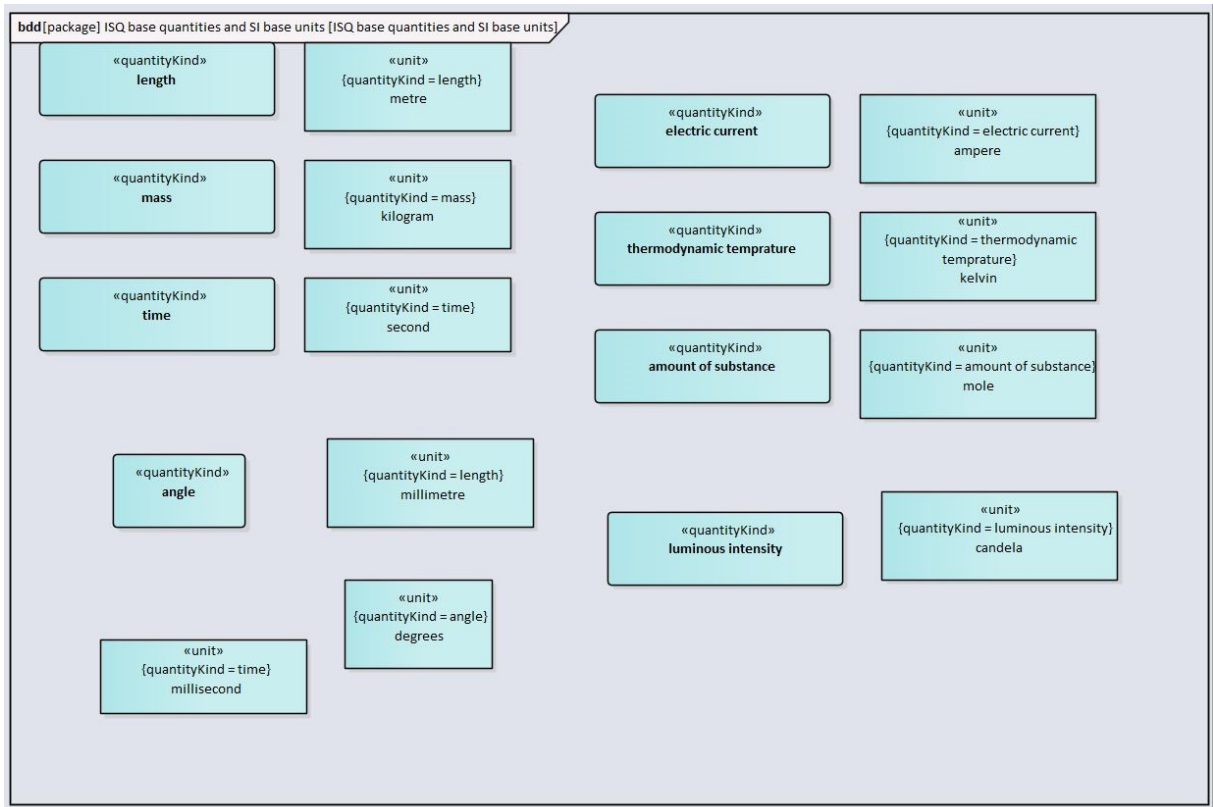 bdd [package] ISQ base quantities and SI base units [ISQ base quantities and SI base units]
«quantityKind»
length
«unit»
{quantityKind = length}
metre
«quantityKind»
electric current
«unit»
{quantityKind = electric current}
ampere
«quantityKind»
mass
«unit»
{quantityKind = mass}
kilogram
«quantityKind»
thermodynamic temprature
«unit»
{quantityKind = thermodynamic
temprature}
kelvin
«quantityKind»
time
«unit»
{quantityKind = time}
second
«quantityKind»
amount of substance
«unit»
{quantityKind = amount of substance}
mole
«quantityKind»
angle
«unit»
{quantityKind = length}
millimetre
«quantityKind»
luminous intensity
«unit»
{quantityKind = luminous intensity}
candela
«unit»
{quantityKind = angle}
degrees
«unit»
{quantityKind = time}
millisecond